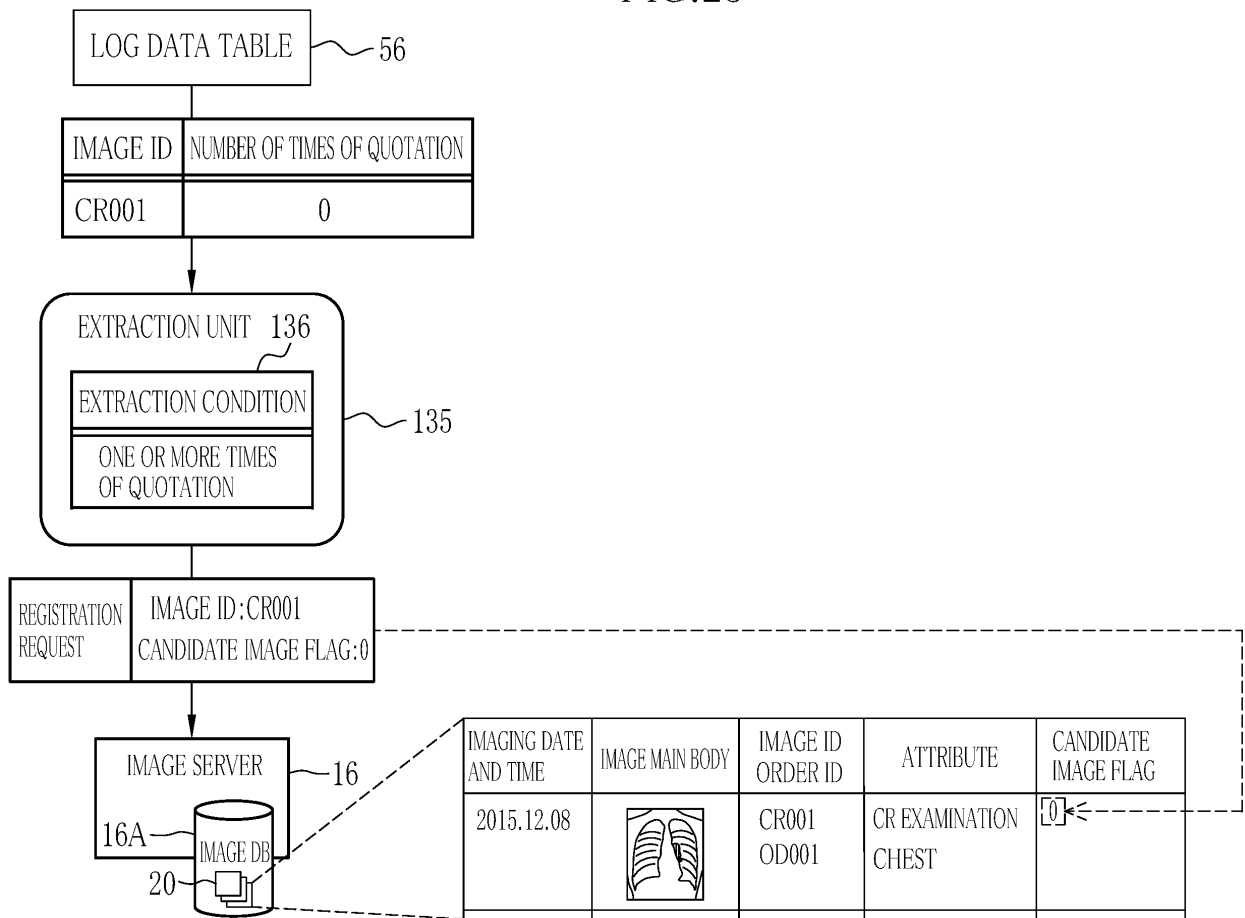 LOG DATA TABLE
56
IMAGE ID NUMBER OF TIMES OF QUOTATION
CR001 0
EXTRACTION UNIT 136
EXTRACTION CONDITION
135
ONE OR MORE TIMES
OF QUOTATION
REGISTRATION
REQUEST
IMAGE ID:CR001
CANDIDATE IMAGE FLAG:0
IMAGE SERVER
16
16A
IMAGE DB
20
IMAGING DATE
AND TIME
IMAGE MAIN BODY
IMAGE ID
ORDER ID
ATTRIBUTE
CANDIDATE
IMAGE FLAG
2015.12.08
CR001
OD001
CR EXAMINATION
CHEST
0